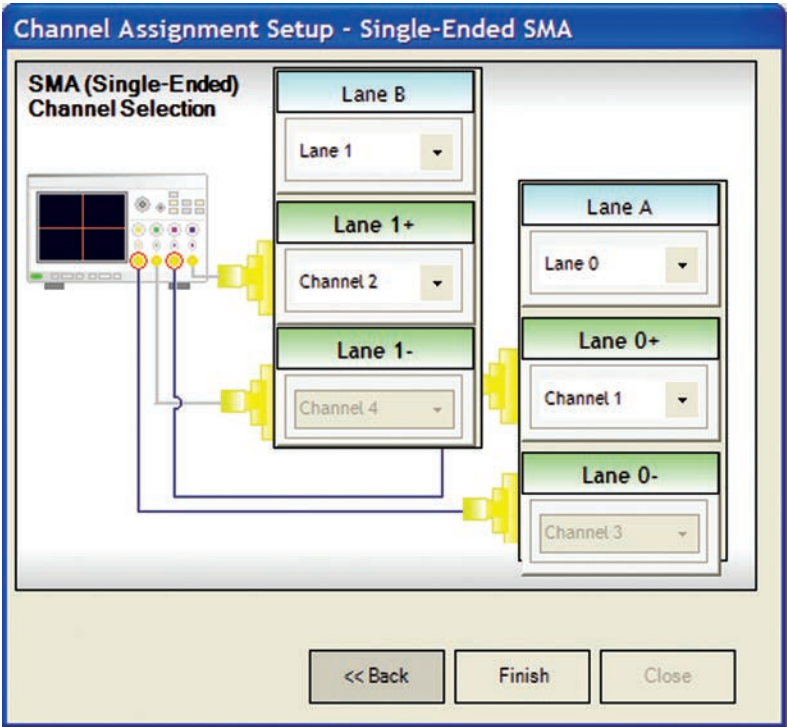 Channel Assignment Setup - Single-Ended SMA
SMA (Single-Ended)
Channel Selection
Lane B
Lane 1
Lane 1+
Channel 2
Lane 1-
Channel 4
Lane A
Lane 0
Lane 0+
Channel 1
Lane 0-
Channel 3
<< Back
Finish
Close